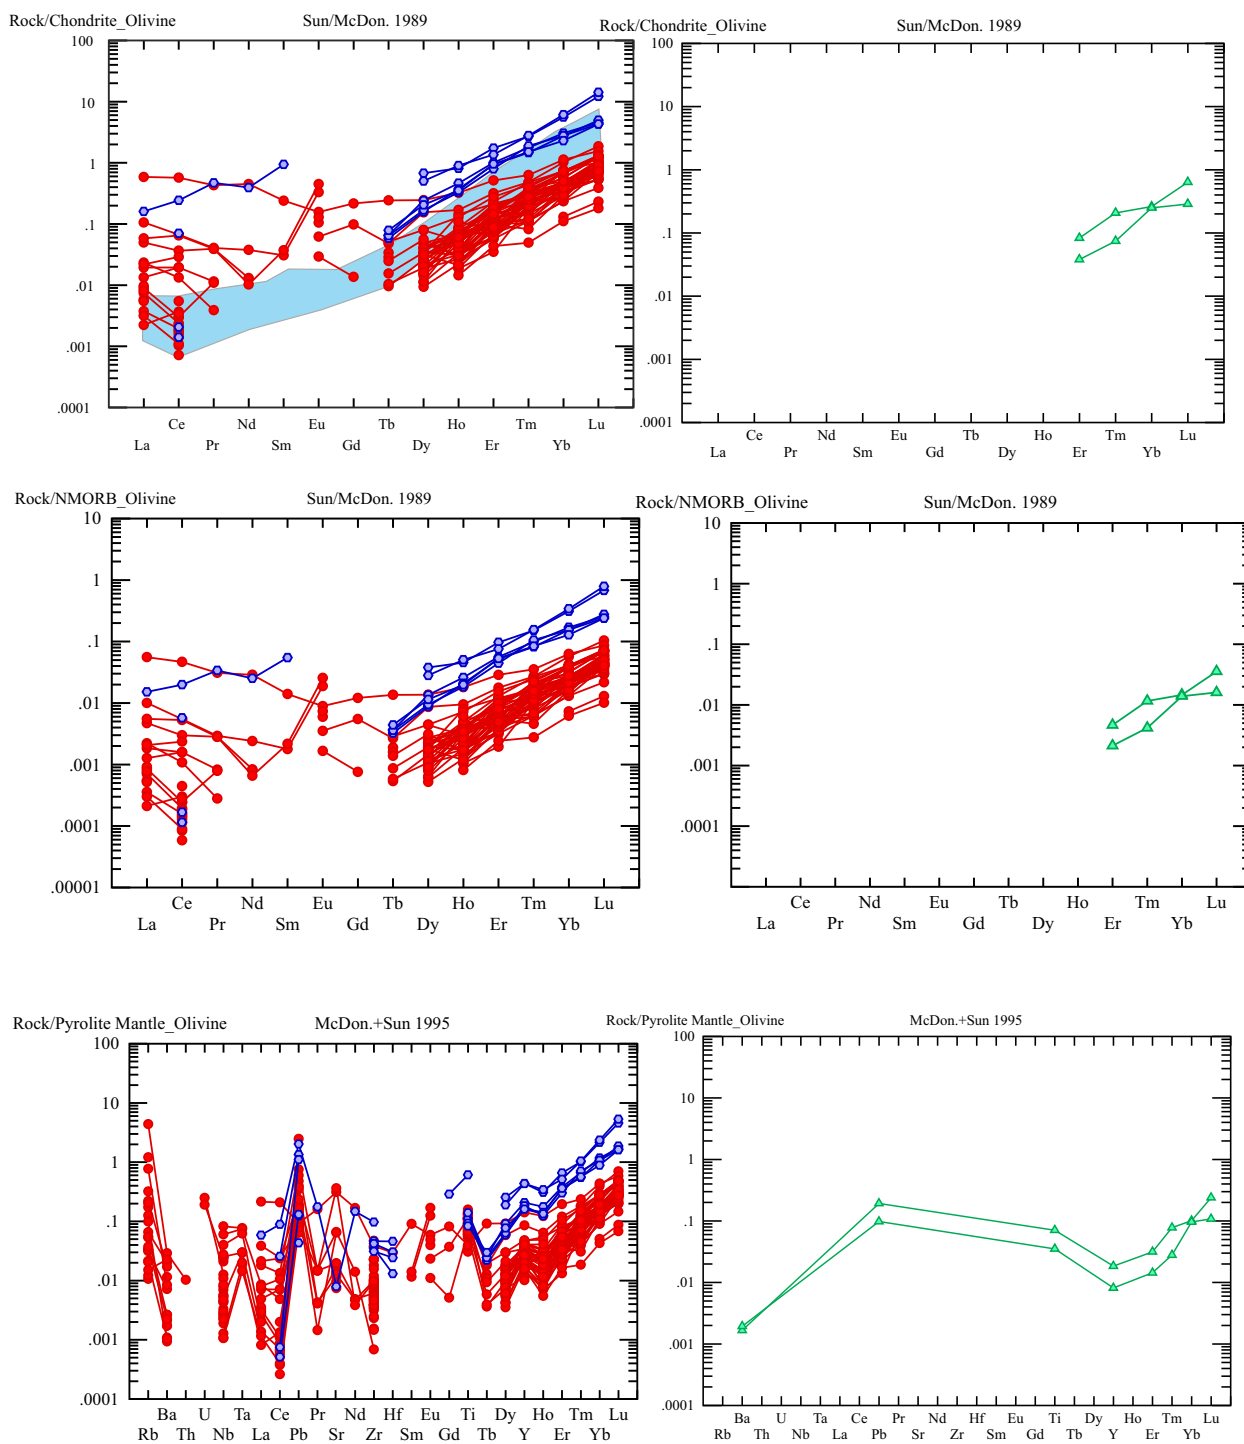 Rock/Chondrite_Olivine Sun/McDon. 1989
100
10
1
.1
.01
.001
.0001
Ce Nd Eu Tb Ho Tm Lu
La Pr Sm Gd Dy Er Yb
Rock/Chondrite_Olivine Sun/McDon. 1989
100
10
1
.1
.01
.001
.0001
Ce Nd Eu Tb Ho Tm Lu
La Pr Sm Gd Dy Er Yb
Rock/NMORB_Olivine Sun/McDon. 1989
10
1
.1
.01
.001
.0001
.00001
Ce Nd Eu Tb Ho Tm Lu
La Pr Sm Gd Dy Er Yb
Rock/NMORB_Olivine Sun/McDon. 1989
10
1
.1
.01
.001
.0001
Ce Nd Eu Tb Ho Tm Lu
La Pr Sm Gd Dy Er Yb
Rock/Pyrolite Mantle_Olivine McDon.+Sun 1995
100
10
1
.1
.01
.001
.0001
Ba U Ta Ce Pr Nd Hf Eu Ti Dy Ho Tm Lu
Rb Th Nb La Pb Sr Zr Sm Gd Tb Y Er Yb
Rock/Pyrolite Mantle_Olivine McDon.+Sun 1995
100
10
1
.1
.01
.001
.0001
Ba U Ta Ce Pr Nd Hf Eu Ti Dy Ho Tm Lu
Rb Th Nb La Pb Sr Zr Sm Gd Tb Y Er Yb